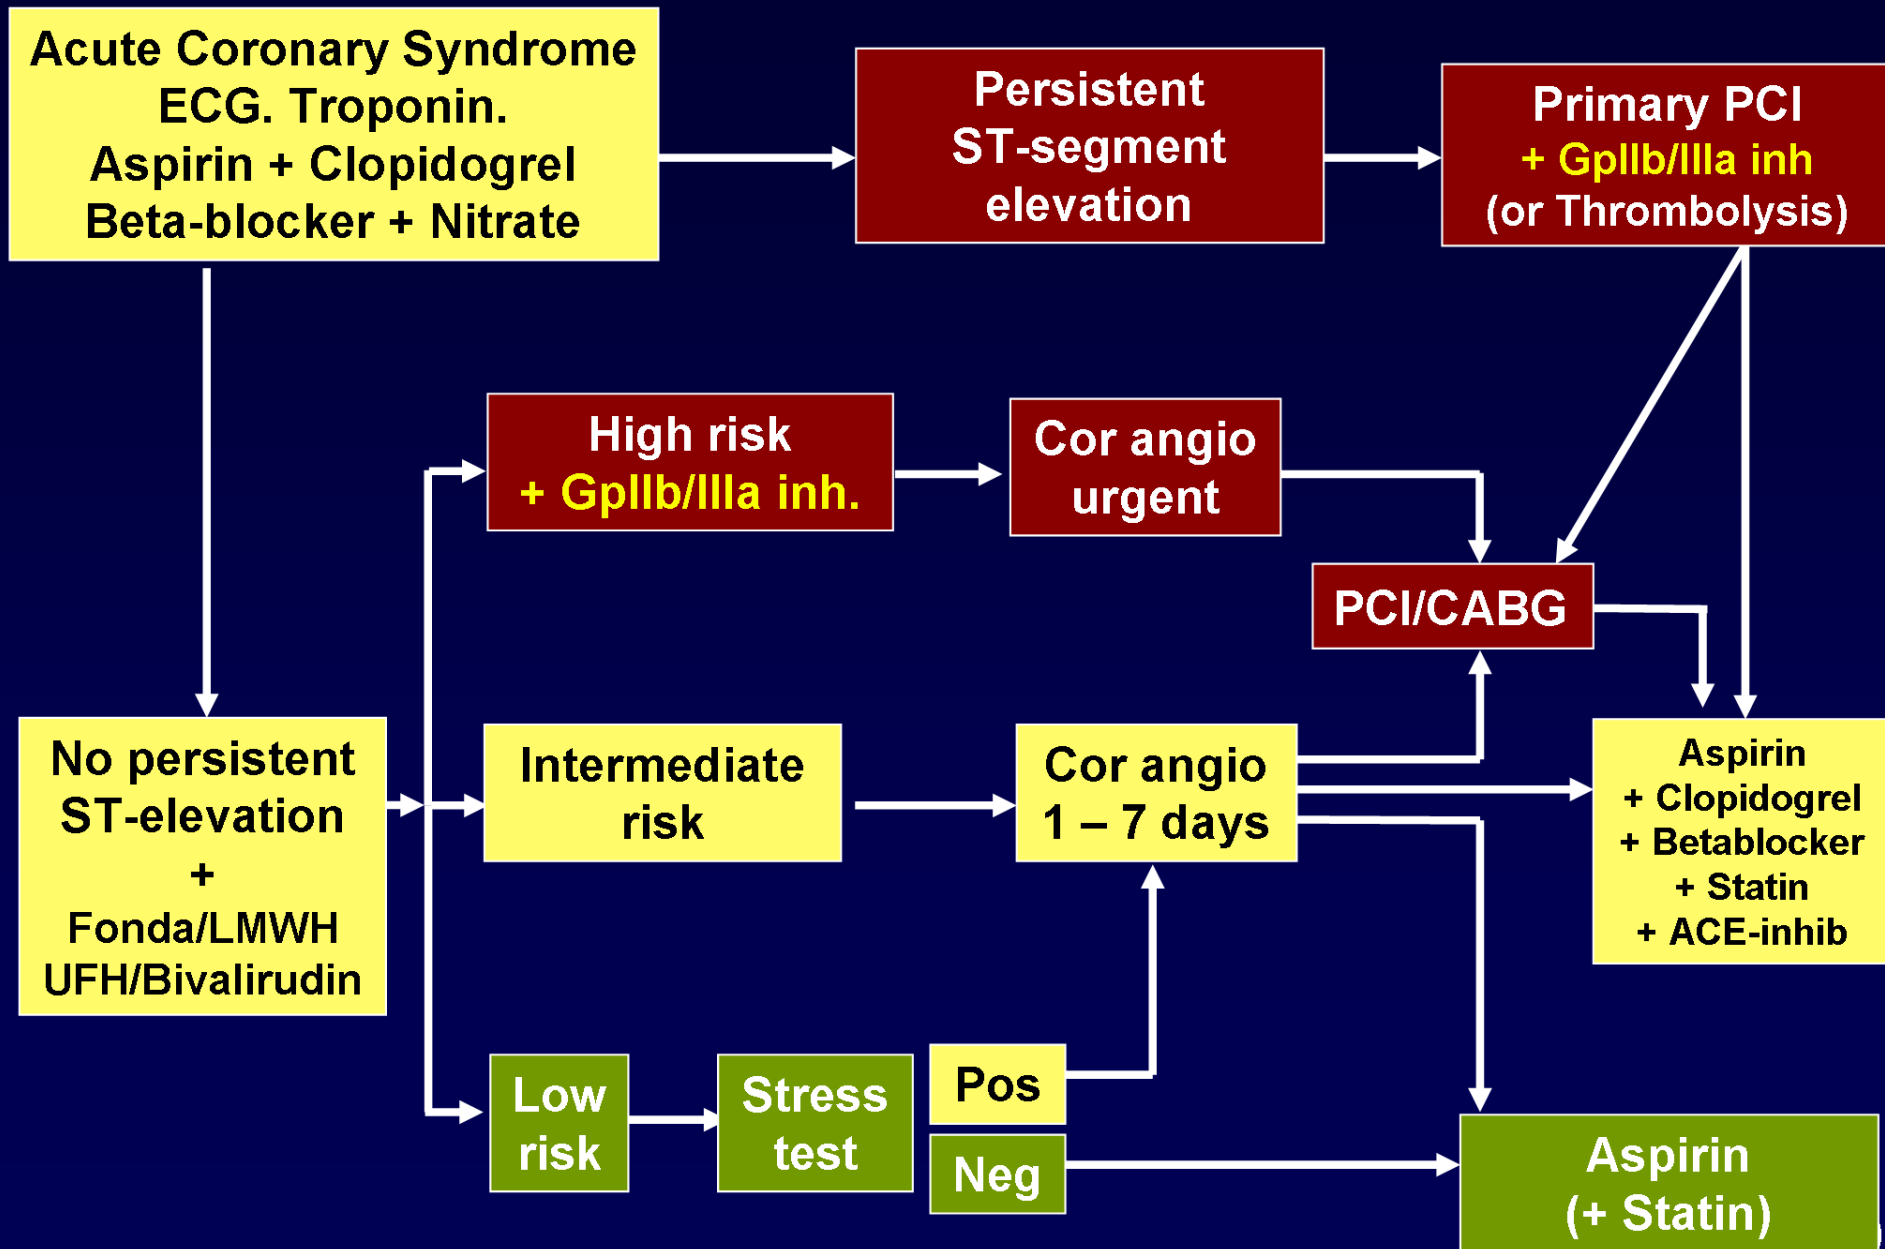 Acute Coronary Syndrome
ECG. Troponin.
Aspirin + Clopidogrel
Beta-blocker + Nitrate
Persistent
ST-segment
elevation
Primary PCI
+ GpIIb/IIIa inh
(or Thrombolysis)
High risk
+ GpIIb/IIIa inh.
Cor angio
urgent
PCI/CABG
No persistent
ST-elevation
+
Fonda/LMWH
UFH/Bivalirudin
Intermediate
risk
Cor angio
1 – 7 days
Aspirin
+ Clopidogrel
+ Betablocker
+ Statin
+ ACE-inhib
Low
risk
Stress
test
Pos
Neg
Aspirin
(+ Statin)